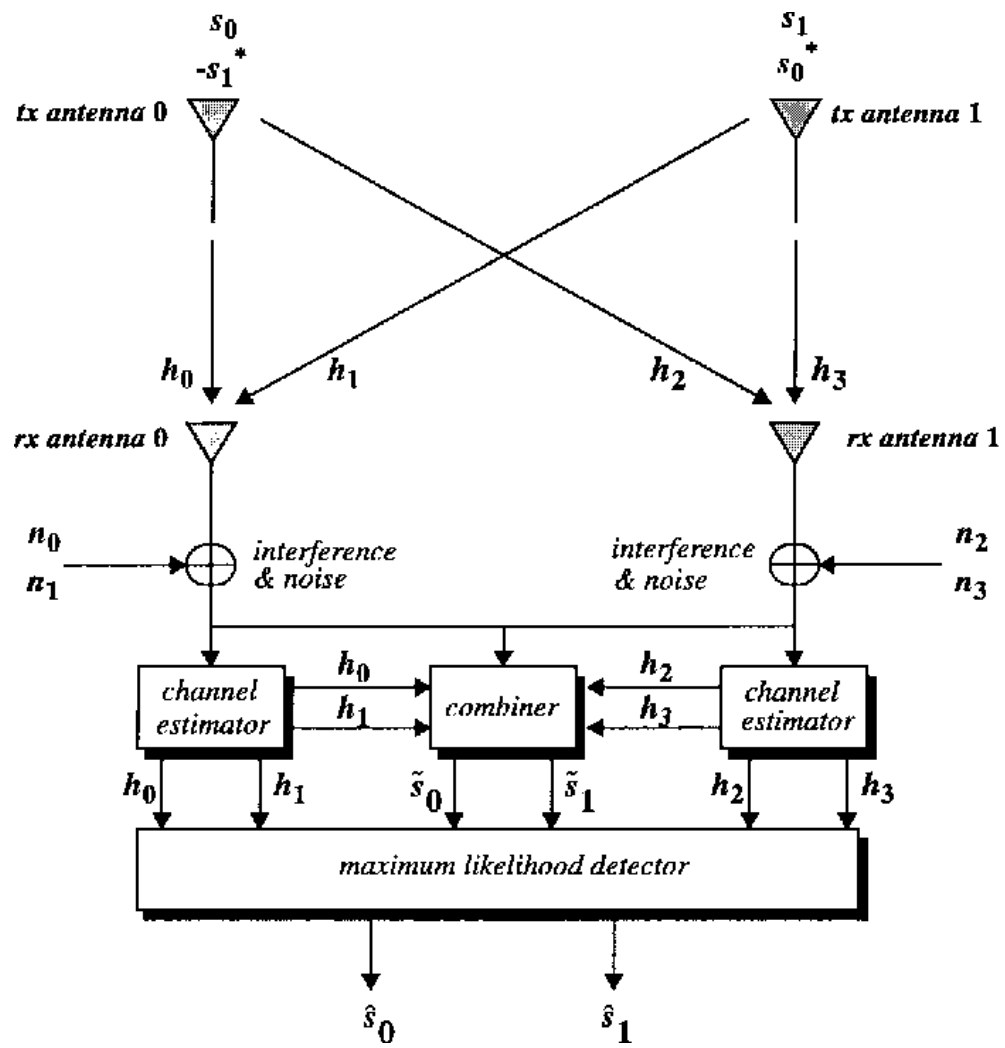 s₀ s₁
-s₁* s₀*
tx antenna 0 tx antenna 1
h₀ h₁ h₂ h₃
rx antenna 0 rx antenna 1
n₀ interference interference n₂
n₁ & noise & noise n₃
channel estimator
h₀
h₁
combiner
h₂
h₃
channel estimator
h₀ h₁ s̃₀ s̃₁ h₂ h₃
maximum likelihood detector
ŝ₀ ŝ₁